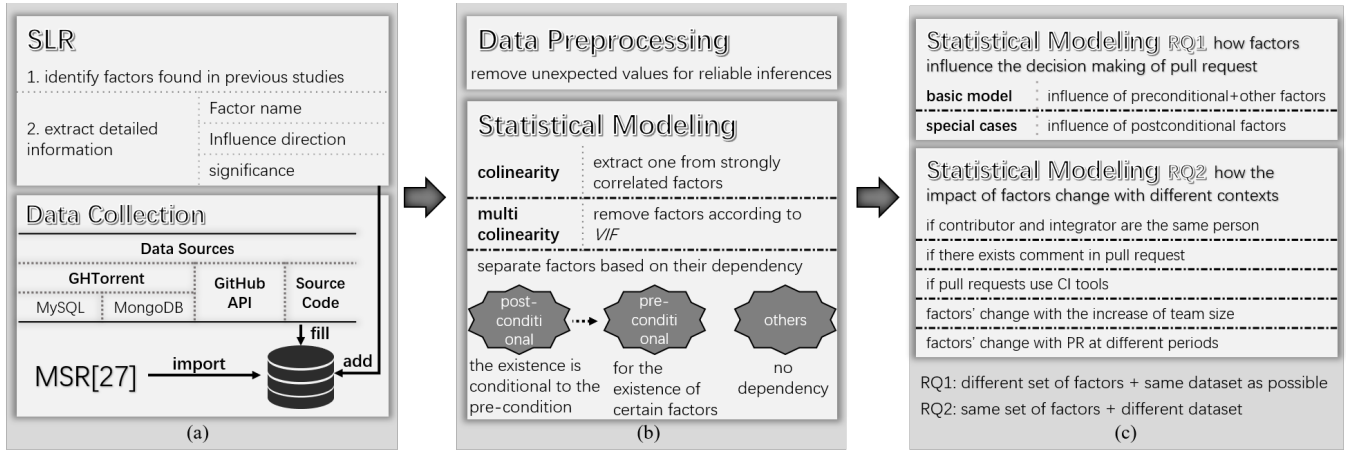 SLR
1. identify factors found in previous studies
2. extract detailed
information
Factor name
Influence direction
significance
Data Collection
Data Sources
GHTorrent
MySQL
MongoDB
GitHub
API
Source
Code
fill
MSR[27]
import
add
(a)
Data Preprocessing
remove unexpected values for reliable inferences
Statistical Modeling
colinearity
extract one from strongly
correlated factors
multi
colinearity
remove factors according to
VIF
separate factors based on their dependency
post-
conditi
onal
pre-
conditi
onal
others
the existence is
conditional to the
pre-condition
for the
existence of
certain factors
no
dependency
(b)
Statistical Modeling RQ1 how factors
influence the decision making of pull request
basic model
influence of preconditional+other factors
special cases
influence of postconditional factors
Statistical Modeling RQ2 how the
impact of factors change with different contexts
if contributor and integrator are the same person
if there exists comment in pull request
if pull requests use CI tools
factors' change with the increase of team size
factors' change with PR at different periods
RQ1: different set of factors + same dataset as possible
RQ2: same set of factors + different dataset
(c)